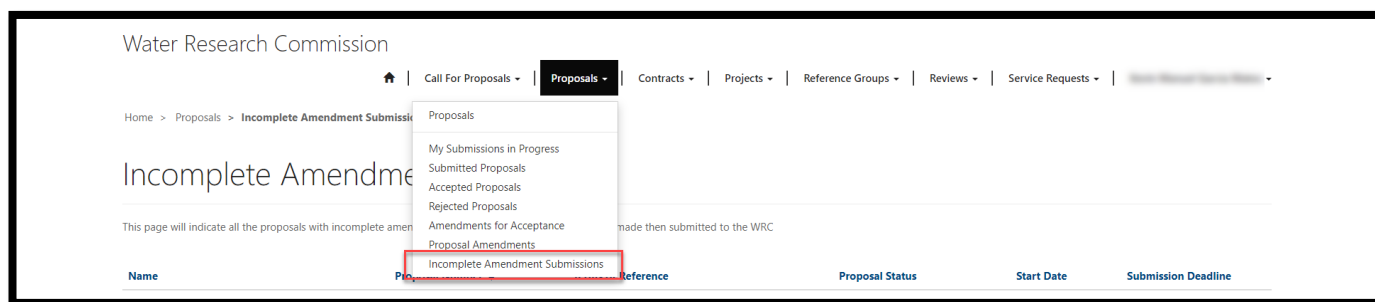 Water Research Commission
Call For Proposals | Proposals | Contracts | Projects | Reference Groups | Reviews | Service Requests |
Home > Proposals > Incomplete Amendment
Proposals
My Submissions in Progress
Incomplete
Submitted Proposals
Accepted Proposals
Rejected Proposals
This page will indicate all the proposals with incomplete
Amendments for Acceptance
made then submitted to the WRC
Proposal Amendments
Incomplete Amendment Submissions
Name Reference Proposal Status Start Date Submission Deadline